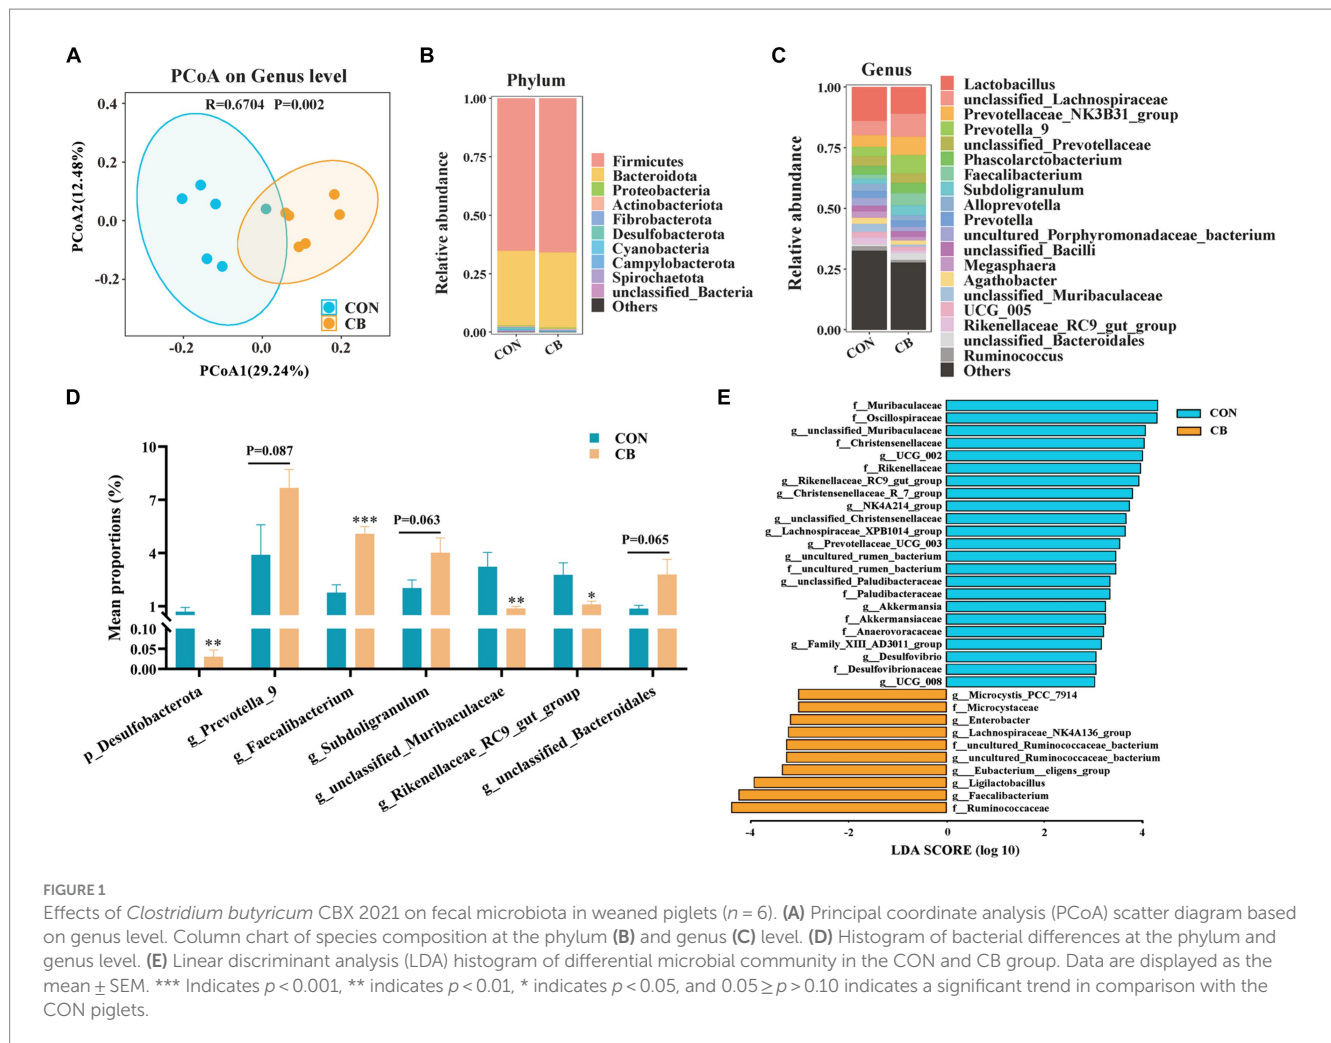 A
PCoA on Genus level
R=0.6704 P=0.002
PCoA2(12.48%)
0.4
0.2
0.0
-0.2
-0.2
0.0
0.2
PCoA1(29.24%)
CON
CB
B
Phylum
Relative abundance
1.00
0.75
0.50
0.25
0.00
CON
CB
Firmicutes
Bacteroidota
Proteobacteria
Actinobacteriota
Fibrobacterota
Desulfobacterota
Cyanobacteria
Campylobacterota
Spirochaetota
unclassified_Bacteria
Others
C
Genus
Relative abundance
1.00
0.75
0.50
0.25
0.00
CON
CB
Lactobacillus
unclassified_Lachnospiraceae
Prevotellaceae_NK3B31_group
Prevotella_9
unclassified_Prevotellaceae
Phascolarctobacterium
Faecalibacterium
Subdoligranulum
Alloprevotella
Prevotella
uncultured_Porphyromonadaceae_bacterium
unclassified_Bacilli
Megasphaera
Agathobacter
unclassified_Muribaculaceae
UCG_005
Rikenellaceae_RC9_gut_group
unclassified_Bacteroidales
Ruminococcus
Others
D
Mean proportions (%)
10
7
4
1
0.10
0.05
0.00
CON
CB
P=0.087
***
P=0.063
**
*
P=0.065
**
p_Desulfobacterota
g_Prevotella_9
g_Faecalibacterium
g_Subdoligranulum
g_unclassified_Muribaculaceae
g_Rikenellaceae_RC9_gut_group
g_unclassified_Bacteroidales
E
CON
CB
f__Muribaculaceae
f__Oscillospiraceae
g__unclassified_Muribaculaceae
f__Christensenellaceae
g__UCG_002
f__Rikenellaceae
g__Rikenellaceae_RC9_gut_group
g__Christensenellaceae_R_7_group
g__NK4A214_group
g__unclassified_Christensenellaceae
g__Lachnospiraceae_XPB1014_group
g__Prevotellaceae_UCG_003
g__uncultured_rumen_bacterium
f__uncultured_rumen_bacterium
g__unclassified_Paludibacteraceae
f__Paludibacteraceae
g__Akkermansia
f__Akkermansiaceae
f__Anaerovoracaceae
g__Family_XIII_AD3011_group
g__Desulfovibrio
f__Desulfovibrionaceae
g__UCG_008
g__Microcystis_PCC_7914
f__Microcystaceae
g__Enterobacter
g__Lachnospiraceae_NK4A136_group
f__uncultured_Ruminococcaceae_bacterium
g__uncultured_Ruminococcaceae_bacterium
g___Eubacterium__eligens_group
g__Ligilactobacillus
g__Faecalibacterium
f__Ruminococcaceae
-4
-2
0
2
4
LDA SCORE (log 10)
FIGURE 1
Effects of Clostridium butyricum CBX 2021 on fecal microbiota in weaned piglets (n = 6). (A) Principal coordinate analysis (PCoA) scatter diagram based
on genus level. Column chart of species composition at the phylum (B) and genus (C) level. (D) Histogram of bacterial differences at the phylum and
genus level. (E) Linear discriminant analysis (LDA) histogram of differential microbial community in the CON and CB group. Data are displayed as the
mean ± SEM. *** Indicates p < 0.001, ** indicates p < 0.01, * indicates p < 0.05, and 0.05 ≥ p > 0.10 indicates a significant trend in comparison with the
CON piglets.